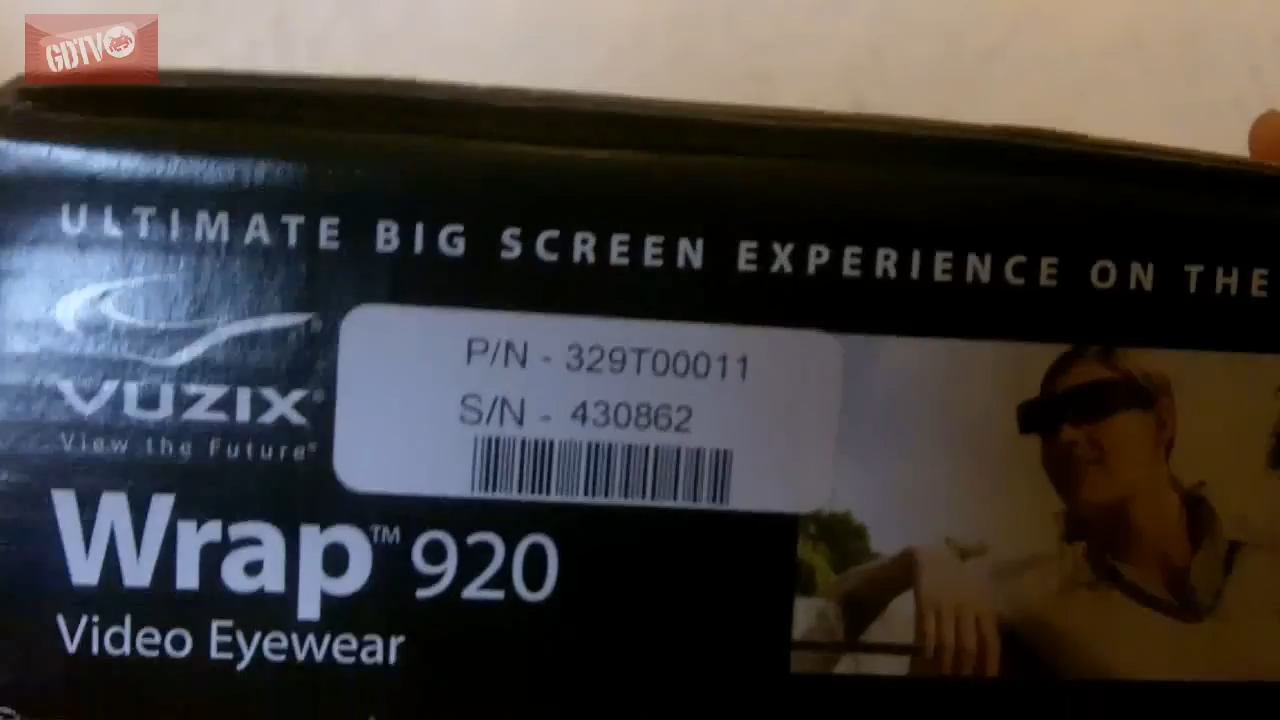 GDTV
ULTIMATE BIG SCREEN EXPERIENCE ON THE
VUZIX®
View the Future®
P/N - 329T00011
S/N - 430862
Wrap™ 920
Video Eyewear